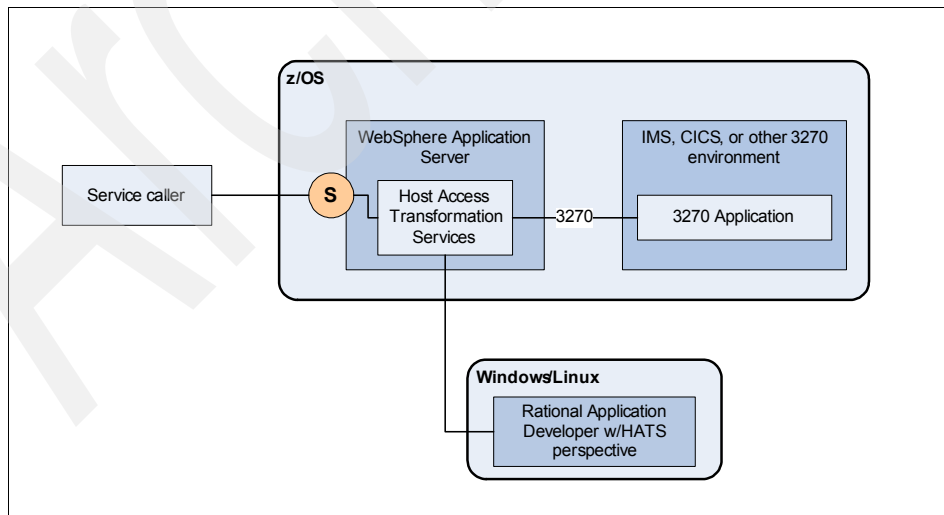 z/OS
WebSphere Application
Server
IMS, CICS, or other 3270
environment
Service caller
S
Host Access
Transformation
Services
3270
3270 Application
Windows/Linux
Rational Application
Developer w/HATS
perspective